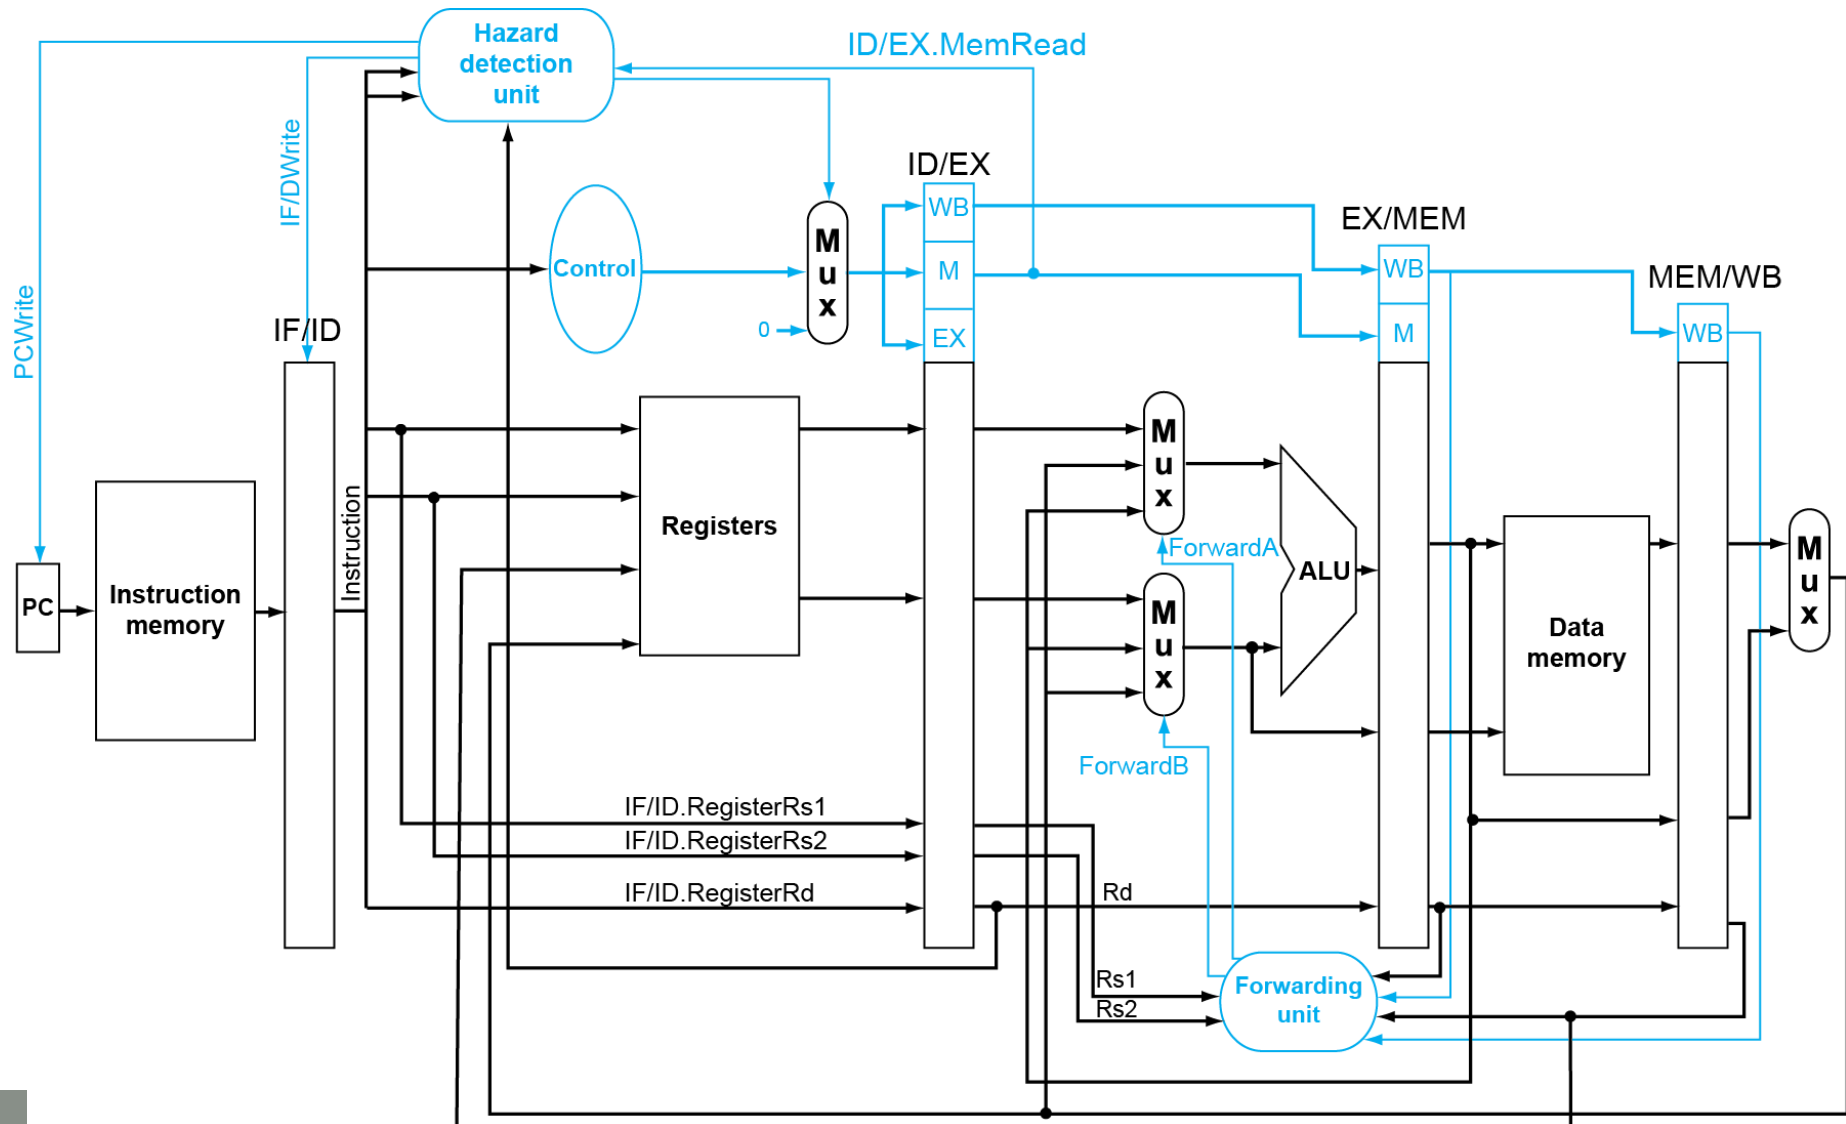 Hazard
detection
unit
ID/EX.MemRead
IF/DWrite
PCWrite
ID/EX
WB
M
EX
Control
M
u
x
0
EX/MEM
WB
M
MEM/WB
WB
IF/ID
Instruction
PC
Instruction
memory
Registers
M
u
x
ForwardA
M
u
x
ForwardB
ALU
Data
memory
M
u
x
IF/ID.RegisterRs1
IF/ID.RegisterRs2
IF/ID.RegisterRd
Rd
Rs1
Rs2
Forwarding
unit